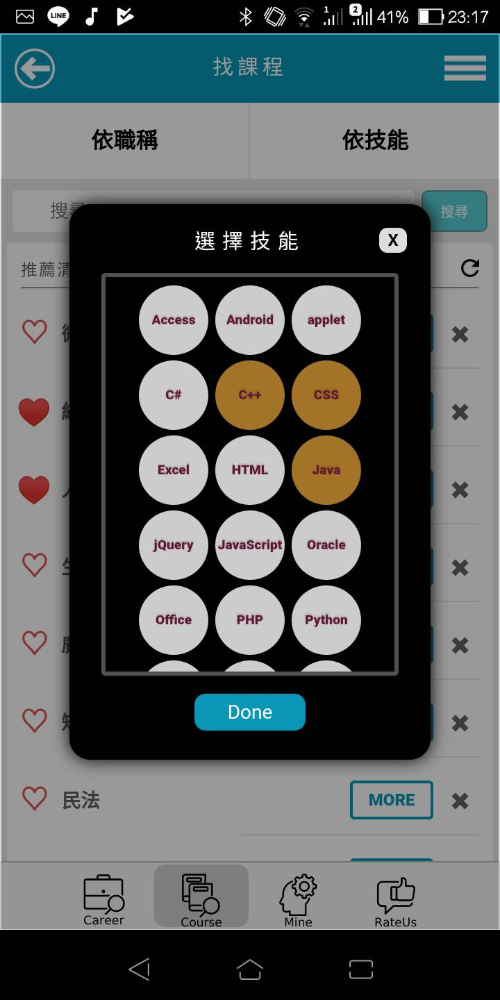 LINE
1
2
41%
23:17
找課程
依職稱
依技能
搜尋
推薦清
選擇技能
X
Access
Android
applet
C#
C++
CSS
Excel
HTML
Java
jQuery
JavaScript
Oracle
Office
PHP
Python
Done
民法
MORE
Career
Course
Mine
RateUs